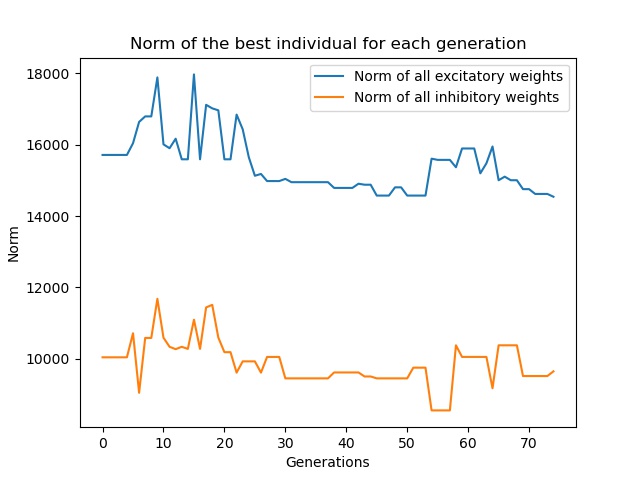 Norm of the best individual for each generation
Norm of all excitatory weights
Norm of all inhibitory weights
18000
16000
14000
12000
10000
Norm
0 10 20 30 40 50 60 70
Generations